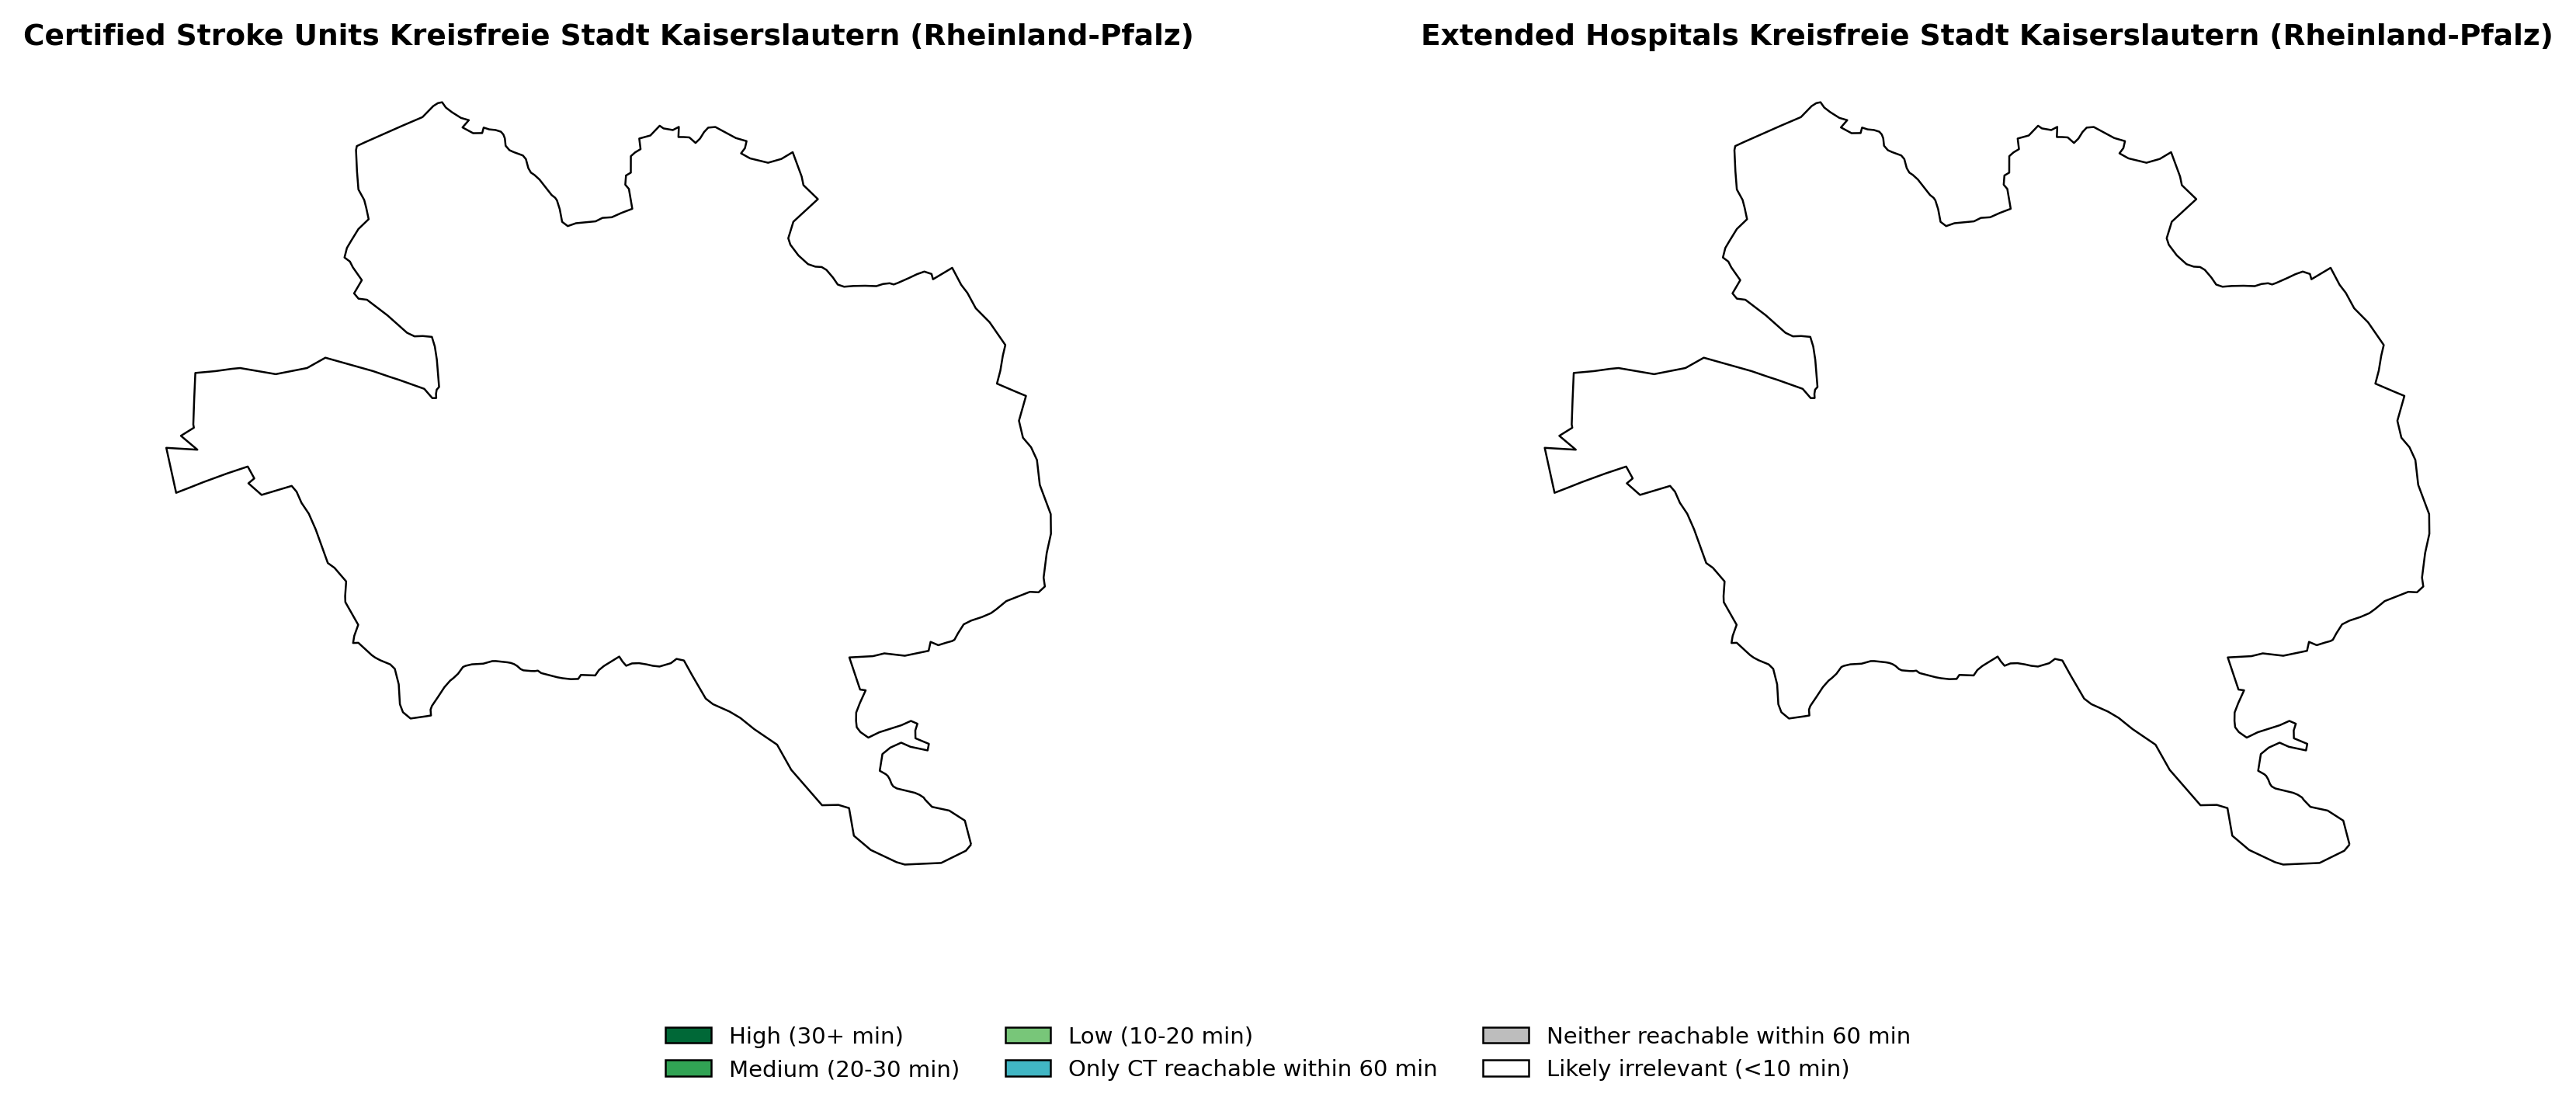 Certified Stroke Units Kreisfreie Stadt Kaiserslautern (Rheinland-Pfalz)
Extended Hospitals Kreisfreie Stadt Kaiserslautern (Rheinland-Pfalz)
High (30+ min)
Medium (20-30 min)
Low (10-20 min)
Only CT reachable within 60 min
Neither reachable within 60 min
Likely irrelevant (<10 min)